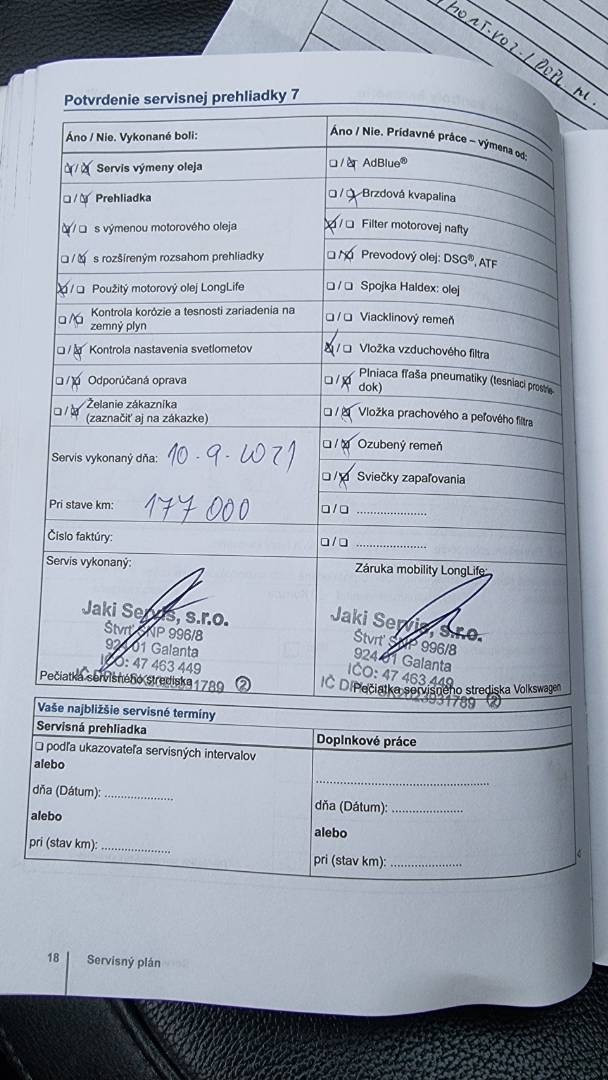 Potvrdenie servisnej prehliadky 7
Áno / Nie. Vykonané boli:
Servis výmeny oleja
Prehliadka
s výmenou motorového oleja
s rozšíreným rozsahom prehliadky
Použitý motorový olej LongLife
Kontrola korózie a tesnosti zariadenia na
zemný plyn
Kontrola nastavenia svetlometov
Odporúčaná oprava
Želanie zákazníka
(zaznačiť aj na zákazke)
Servis vykonaný dňa: 10.9.2021
Pri stave km: 177 000
Číslo faktúry:
Servis vykonaný:
Jaki Servis, s.r.o.
Štvrť SNP 996/8
924 01 Galanta
IČO: 47 463 449
Pečiatka servisného strediska
1789 2
Áno / Nie. Prídavné práce – výmena od:
AdBlue®
Brzdová kvapalina
Filter motorovej nafty
Prevodový olej: DSG®, ATF
Spojka Haldex: olej
Viacklinový remeň
Vložka vzduchového filtra
Plniaca fľaša pneumatiky (tesniaci prostrie-
dok)
Vložka prachového a peľového filtra
Ozubený remeň
Sviečky zapaľovania
Záruka mobility LongLife:
Jaki Servis, s.r.o.
Štvrť SNP 996/8
924 01 Galanta
IČO: 47 463 449
Pečiatka servisného strediska Volkswagen
IČ D 2023931789 2
Vaše najbližšie servisné termíny
Servisná prehliadka
podľa ukazovateľa servisných intervalov
alebo
dňa (Dátum): ....................
alebo
pri (stav km): ....................
Doplnkové práce
dňa (Dátum): ....................
alebo
pri (stav km): ....................
18 Servisný plán